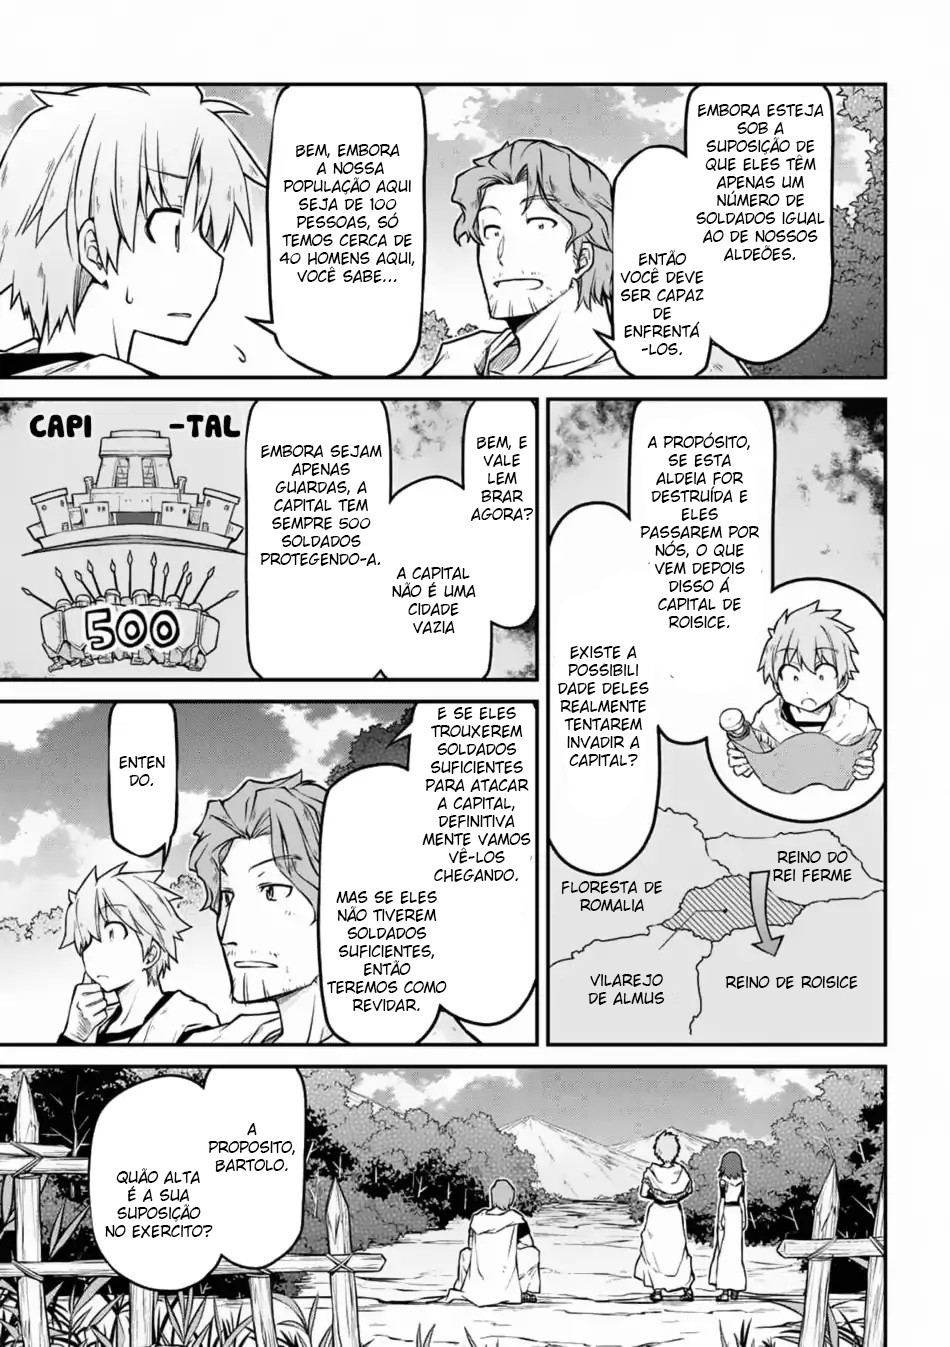 EMBORA ESTEJA
SOB A
SUPOSIÇÃO DE
QUE ELES TÊM
APENAS UM
NÚMERO DE
SOLDADOS IGUAL
AO DE NOSSOS
ALDEÕES.
ENTÃO
VOCÊ DEVE
SER CAPAZ
DE
ENFRENTÁ
-LOS.
BEM, EMBORA
A NOSSA
POPULAÇÃO AQUI
SEJA DE 100
PESSOAS, SÓ
TEMOS CERCA DE
40 HOMENS AQUI,
VOCÊ SABE...
A PROPÓSITO,
SE ESTA
ALDEIA FOR
DESTRUÍDA E
ELES
PASSAREM POR
NÓS, O QUE
VEM DEPOIS
DISSO Á
CAPITAL DE
ROISICE.
EXISTE A
POSSIBILI
DADE DELES
REALMENTE
TENTAREM
INVADIR A
CAPITAL?
REINO DO
REI FERME
FLORESTA DE
ROMALIA
VILAREJO
DE ALMUS
REINO DE ROISICE
BEM, E
VALE
LEM
BRAR
AGORA?
A CAPITAL
NÃO É UMA
CIDADE
VAZIA
EMBORA SEJAM
APENAS
GUARDAS, A
CAPITAL TEM
SEMPRE 500
SOLDADOS
PROTEGENDO-A.
CAPI -TAL
500
E SE ELES
TROUXEREM
SOLDADOS
SUFICIENTES
PARA ATACAR
A CAPITAL,
DEFINITIVA
MENTE VAMOS
VÊ-LOS
CHEGANDO.
MAS SE ELES
NÃO TIVEREM
SOLDADOS
SUFICIENTES,
ENTÃO
TEREMOS COMO
REVIDAR.
ENTEN
DO.
A
PROPOSITO,
BARTOLO.
QUÃO ALTA
É A SUA
SUPOSIÇÃO
NO EXERCITO?